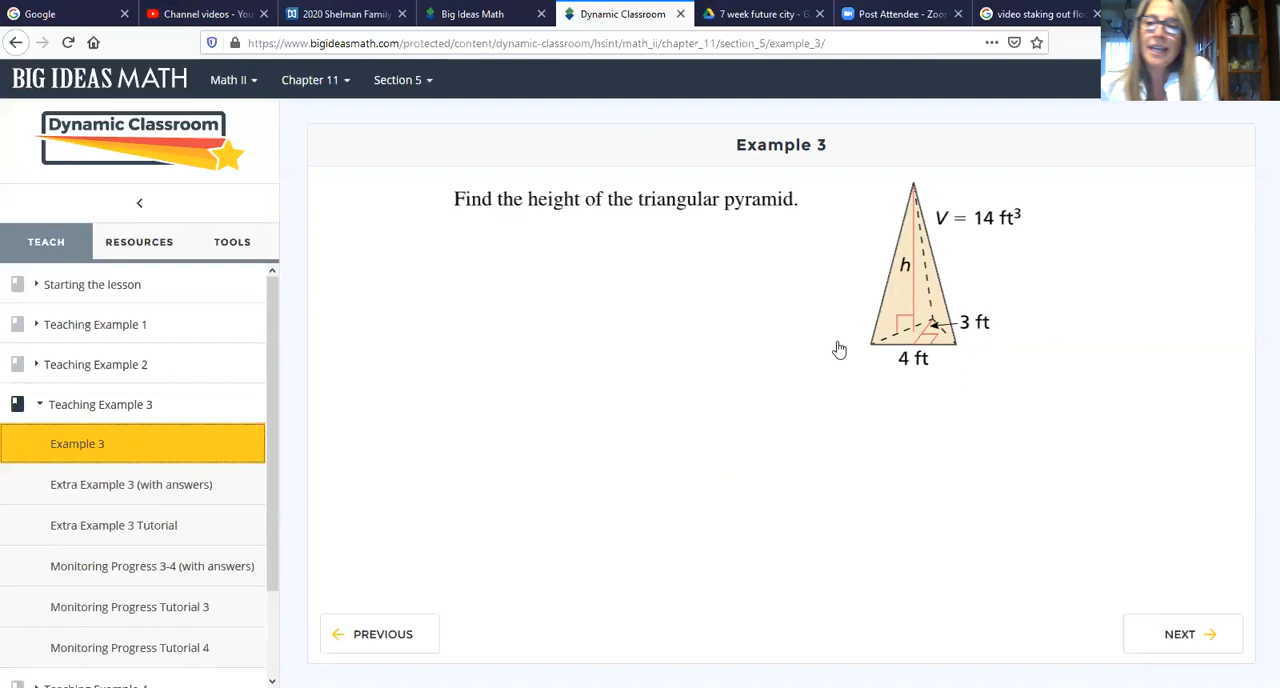 Google
Channel videos - You
2020 Shelman Family
Big Ideas Math
Dynamic Classroom
7 week future city - G
Post Attendee - Zoo
video staking out flo
https://www.bigideasmath.com/protected/content/dynamic-classroom/hsint/math_ii/chapter_11/section_5/example_3/
BIG IDEAS MATH
Math II
Chapter 11
Section 5
Dynamic Classroom
TEACH
RESOURCES
TOOLS
Starting the lesson
Teaching Example 1
Teaching Example 2
Teaching Example 3
Example 3
Extra Example 3 (with answers)
Extra Example 3 Tutorial
Monitoring Progress 3-4 (with answers)
Monitoring Progress Tutorial 3
Monitoring Progress Tutorial 4
Example 3
Find the height of the triangular pyramid.
V = 14 ft³
h
3 ft
4 ft
PREVIOUS
NEXT